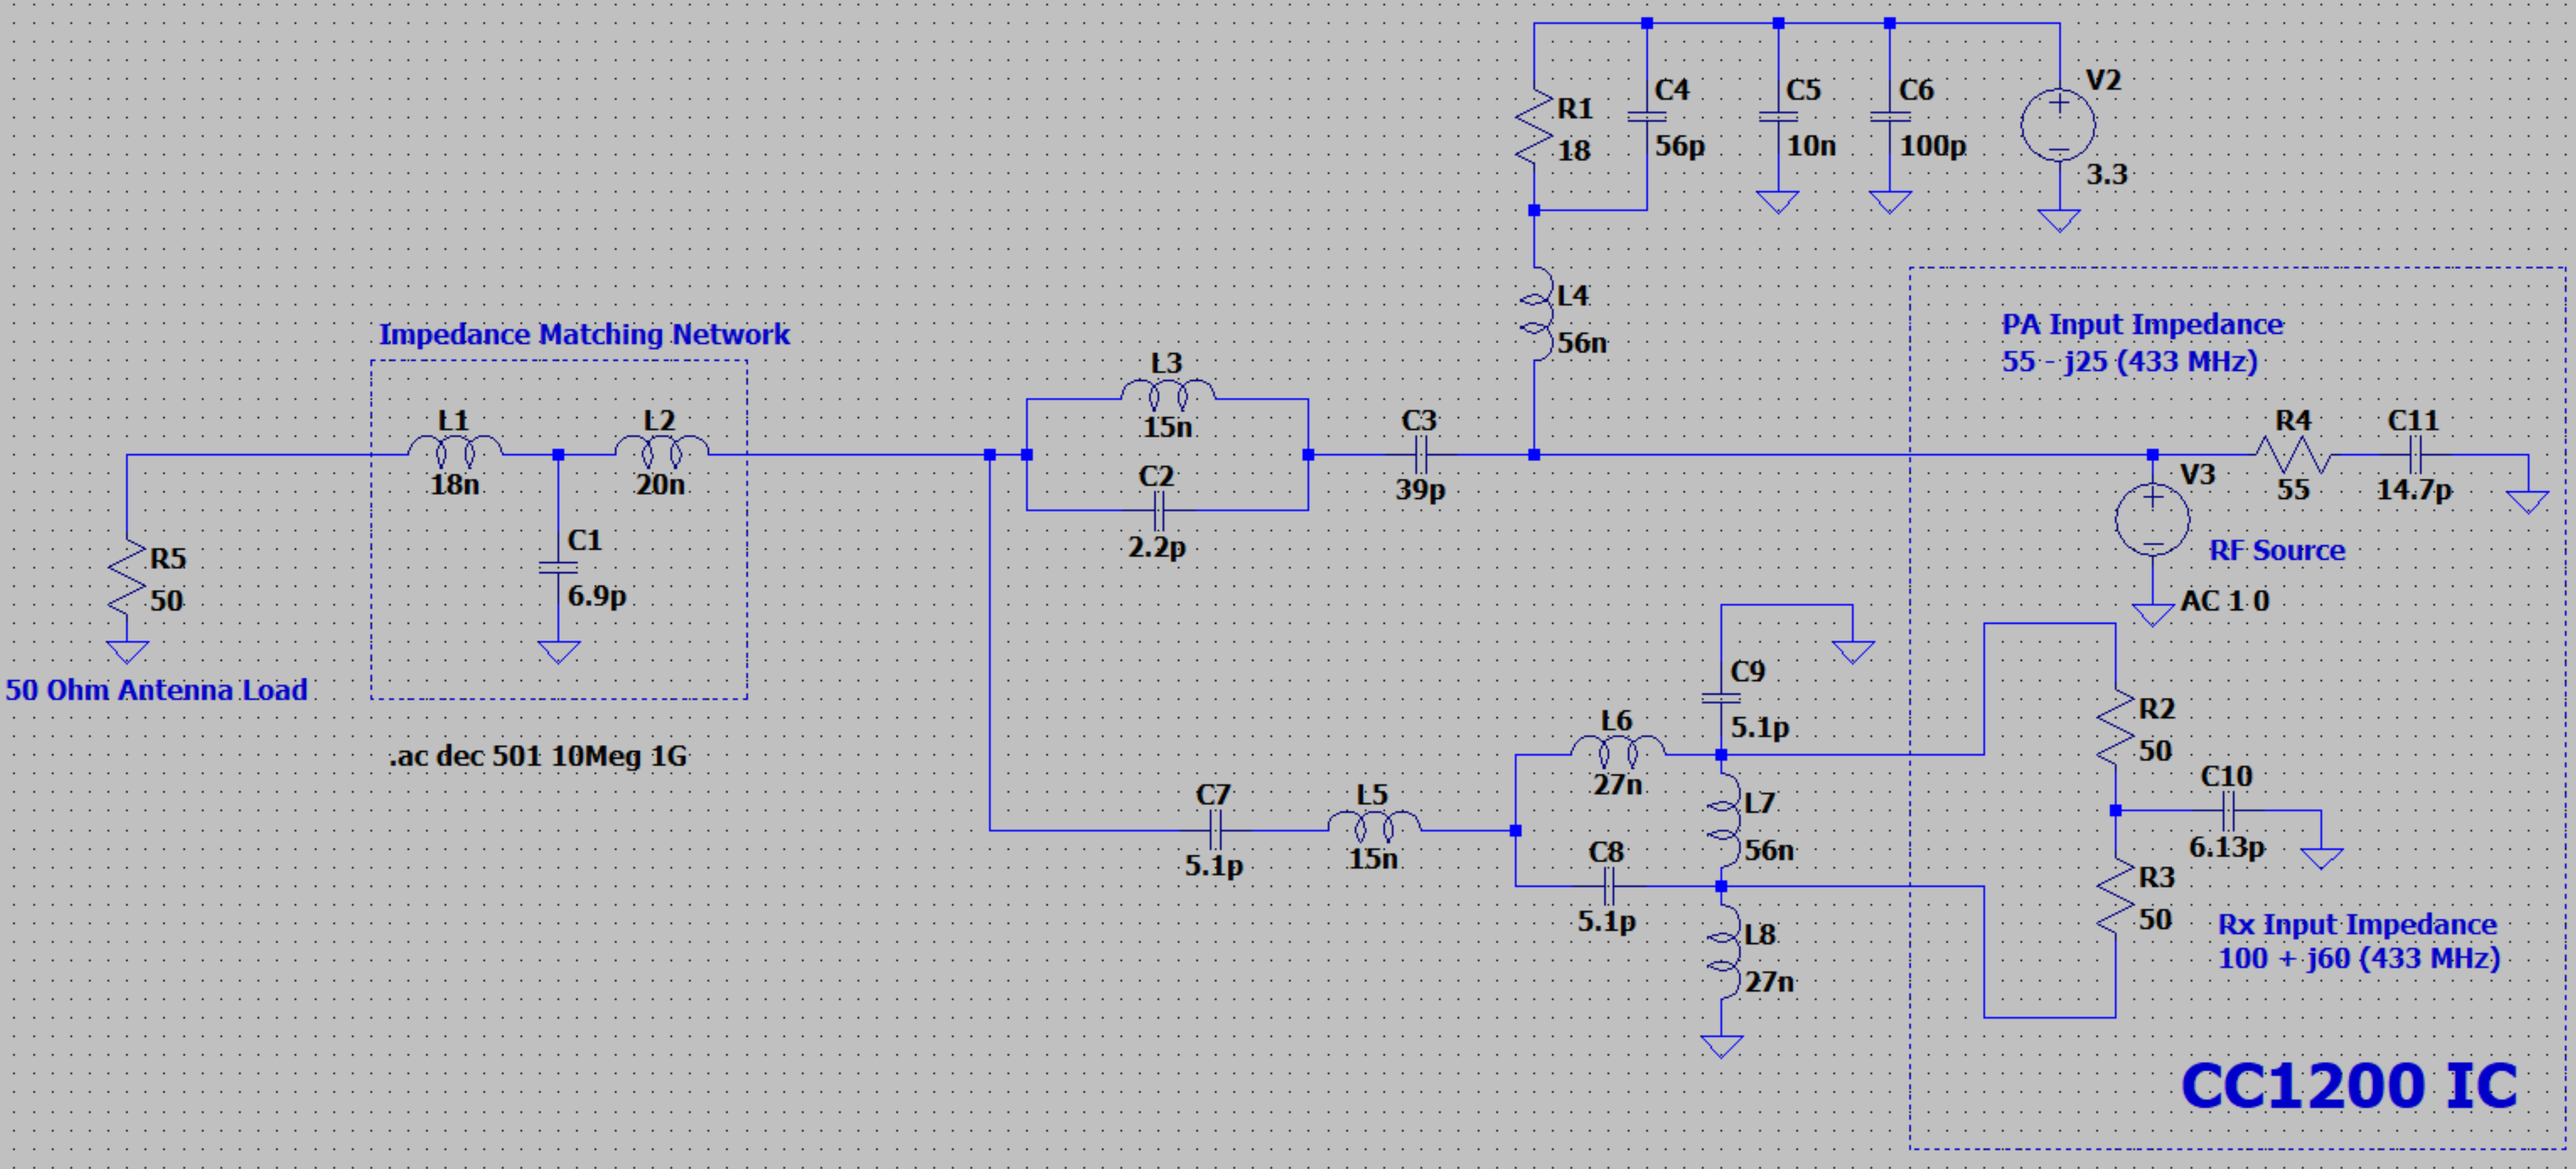 C4
56p
C5
10n
C6
100p
V2
3.3
R1
18
L4
56n
Impedance Matching Network
PA Input Impedance
55 - j25 (433 MHz)
L1
18n
L2
20n
L3
15n
C2
2.2p
C3
39p
R4
55
C11
14.7p
V3
RF Source
AC 1 0
C1
6.9p
R5
50
50 Ohm Antenna Load
.ac dec 501 10Meg 1G
C9
5.1p
L6
27n
C7
5.1p
L5
15n
L7
56n
C8
5.1p
L8
27n
R2
50
C10
6.13p
R3
50
Rx Input Impedance
100 + j60 (433 MHz)
CC1200 IC